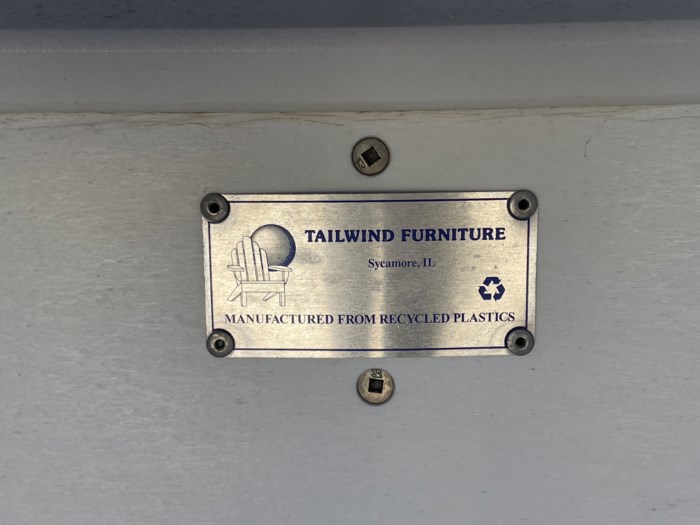 TAILWIND FURNITURE
Sycamore, IL
MANUFACTURED FROM RECYCLED PLASTICS